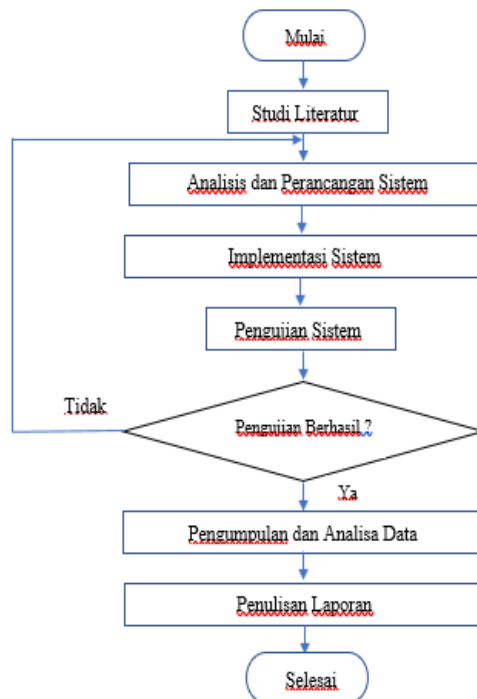 Mulai
Studi Literatur
Analisis dan Perancangan Sistem
Implementasi Sistem
Pengujian Sistem
Tidak
Pengujian Berhasil ?
Ya
Pengumpulan dan Analisa Data
Penulisan Laporan
Selesai